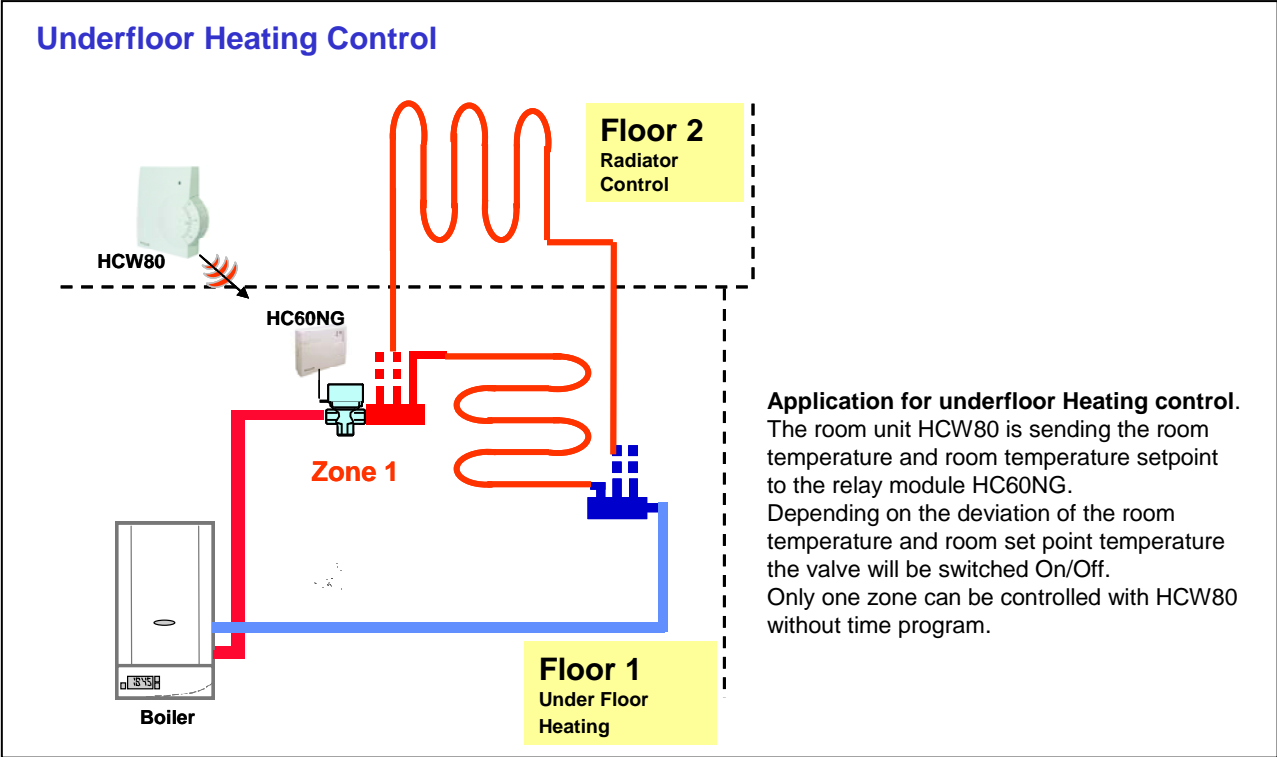 Underfloor Heating Control
Floor 2
Radiator
Control
HCW80
HC60NG
Zone 1
Application for underfloor Heating control.
The room unit HCW80 is sending the room
temperature and room temperature setpoint
to the relay module HC60NG.
Depending on the deviation of the room
temperature and room set point temperature
the valve will be switched On/Off.
Only one zone can be controlled with HCW80
without time program.
Floor 1
Under Floor
Heating
Boiler